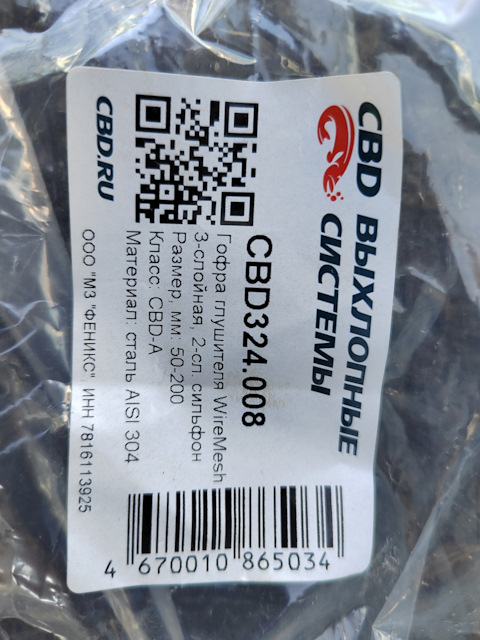 CBD ВЫХЛОПНЫЕ
СИСТЕМЫ
CBD324.008
Гофра глушителя WireMesh
3-слойная, 2-сл. сильфон
Размер, мм: 50-200
Класс: CBD-A
Материал: сталь AISI 304
CBD.RU
ООО "МЗ "ФЕНИКС" ИНН 7816113925
4 670010 865034